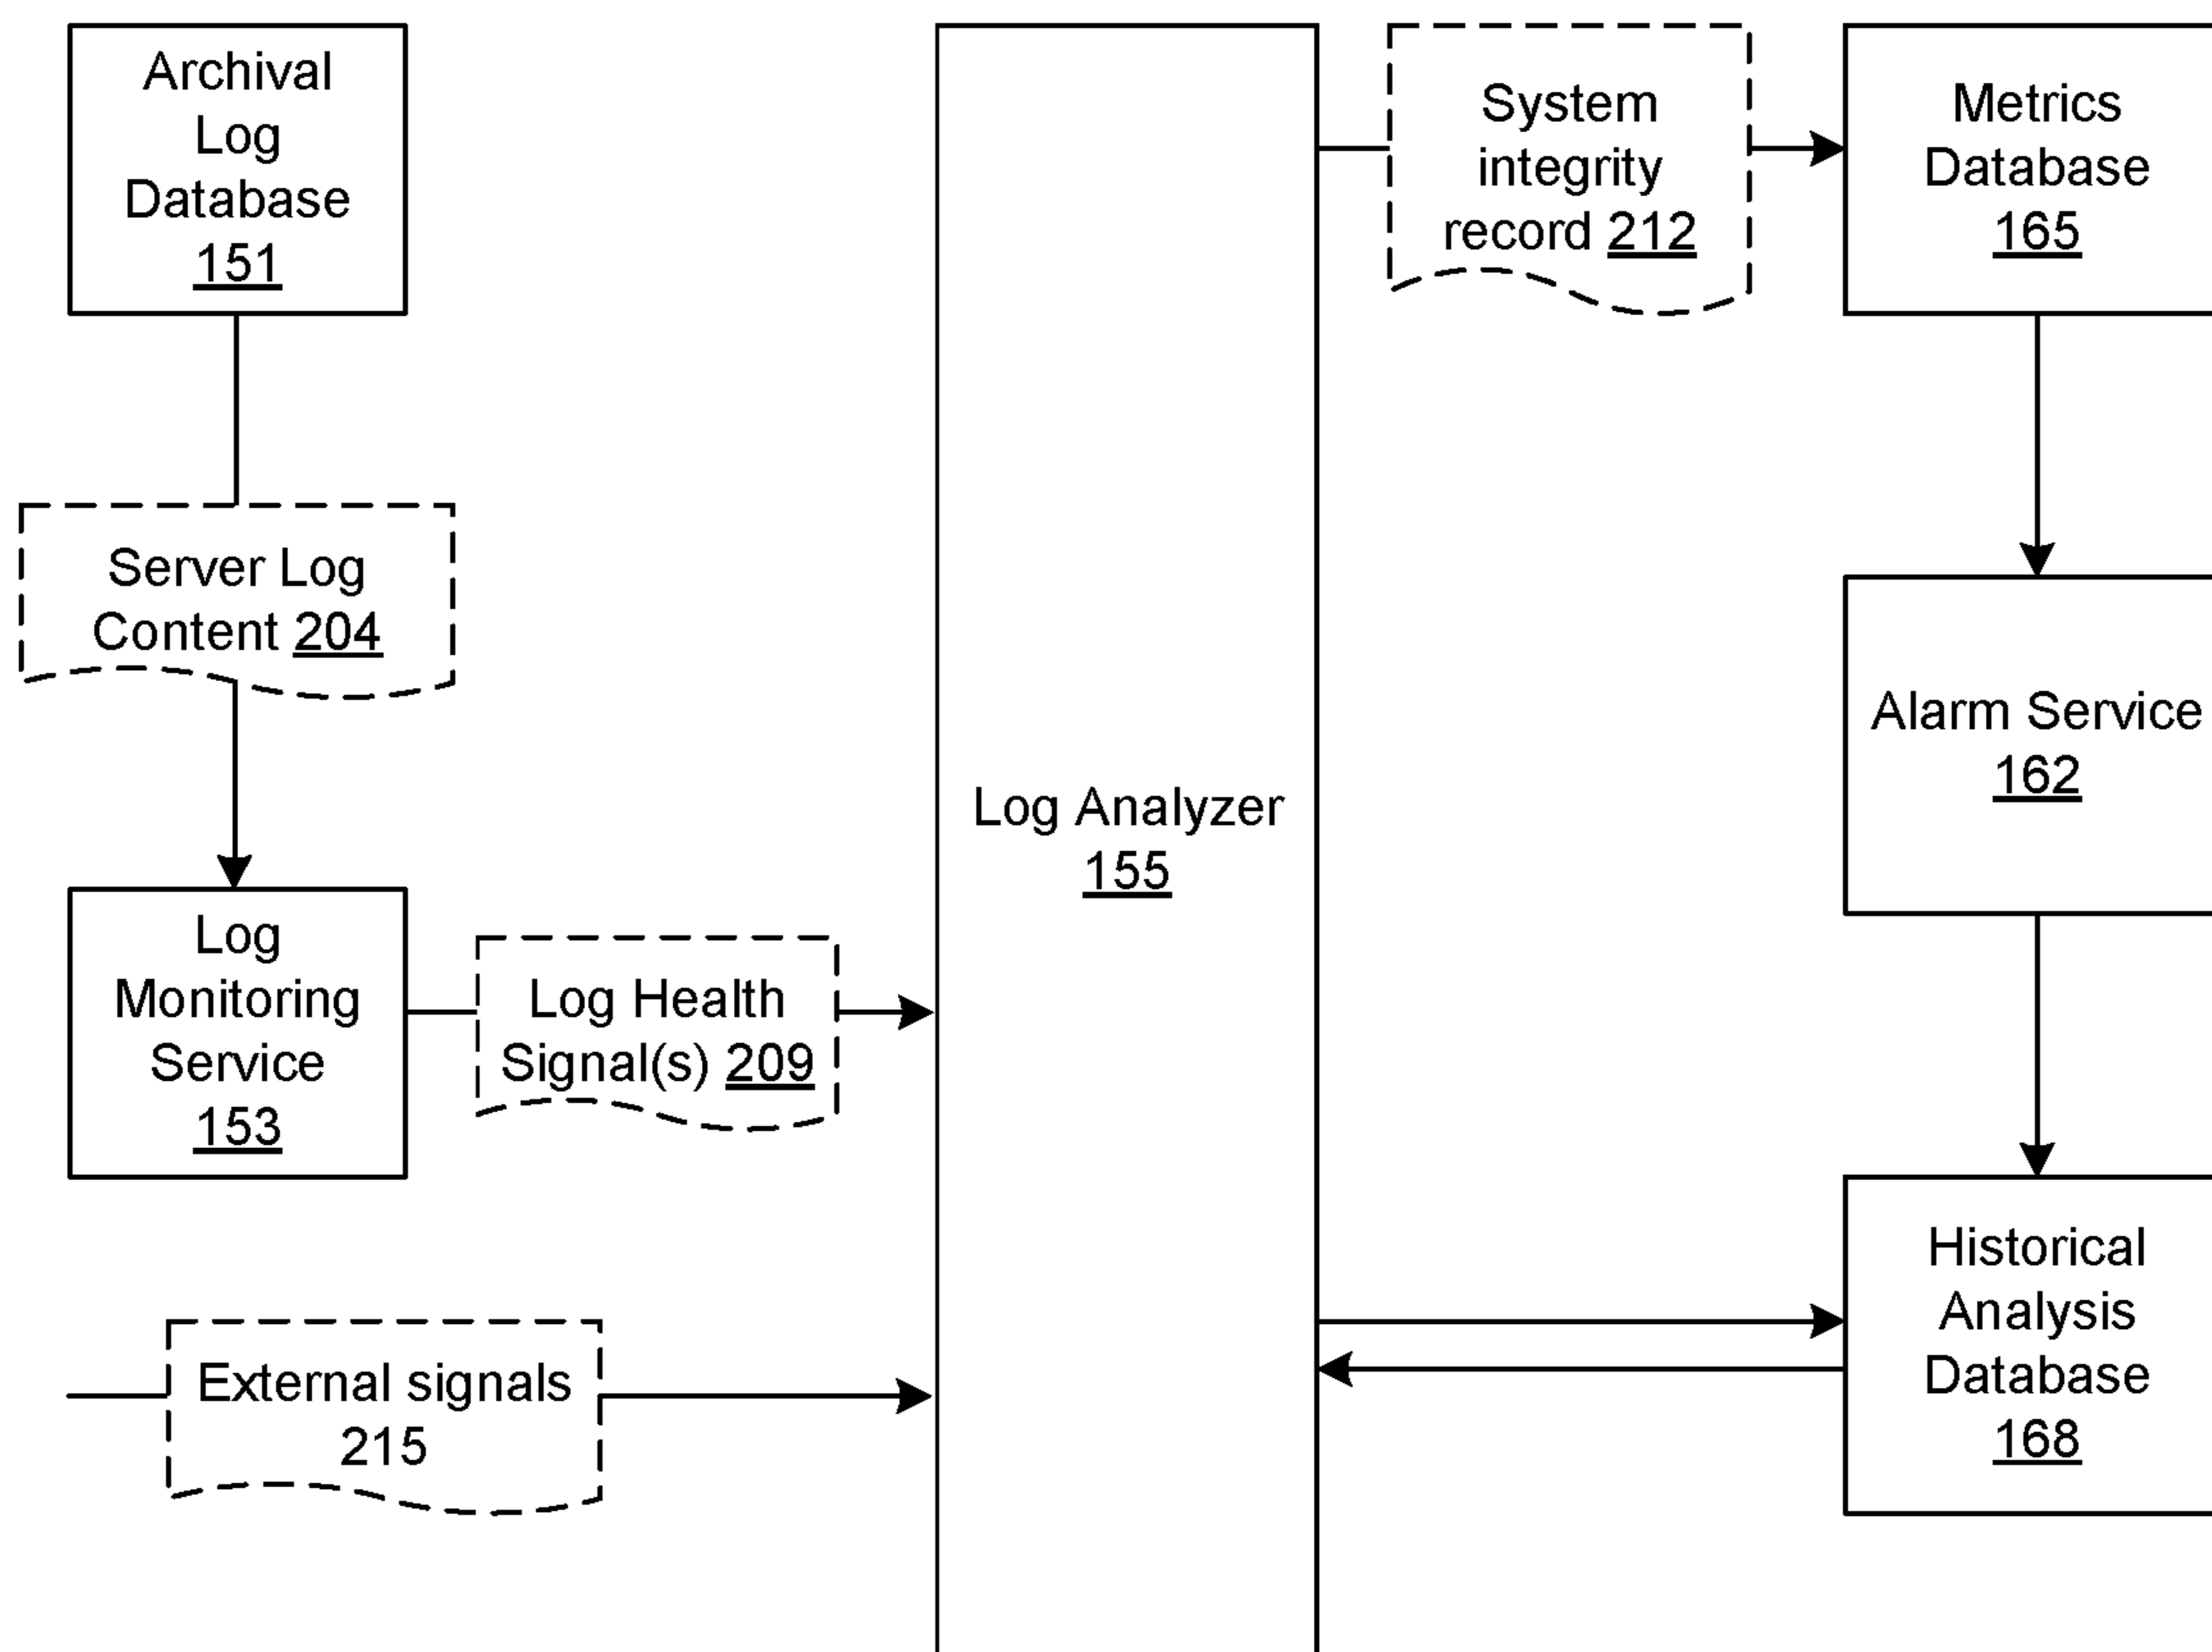 Archival
Log
Database
151
System
integrity
record 212
Metrics
Database
165
Server Log
Content 204
Alarm Service
162
Log Analyzer
155
Log
Monitoring
Service
153
Log Health
Signal(s) 209
External signals
215
Historical
Analysis
Database
168